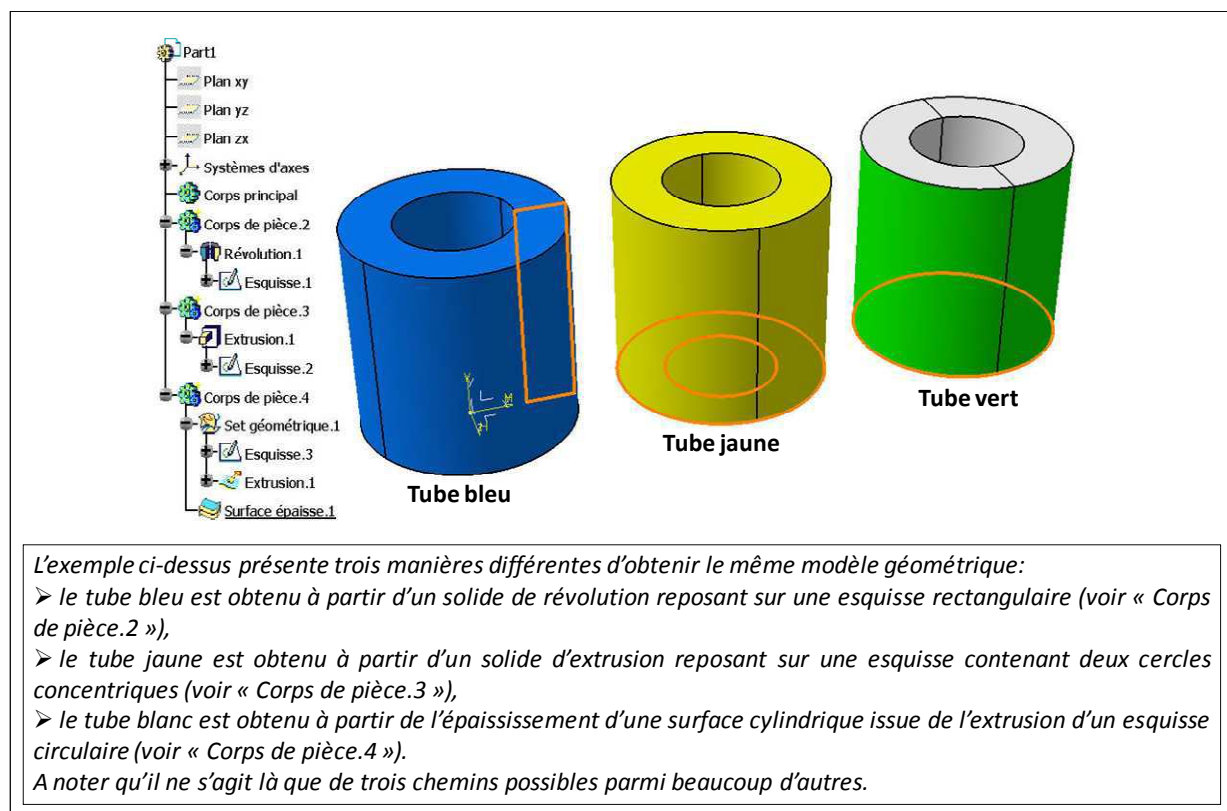 Part1
Plan xy
Plan yz
Plan zx
Systèmes d'axes
Corps principal
Corps de pièce.2
Révolution.1
Esquisse.1
Corps de pièce.3
Extrusion.1
Esquisse.2
Corps de pièce.4
Set géométrique.1
Esquisse.3
Extrusion.1
Surface épaisse.1
Tube bleu
Tube jaune
Tube vert
L'exemple ci-dessus présente trois manières différentes d'obtenir le même modèle géométrique:
➢ le tube bleu est obtenu à partir d'un solide de révolution reposant sur une esquisse rectangulaire (voir « Corps
de pièce.2 »),
➢ le tube jaune est obtenu à partir d'un solide d'extrusion reposant sur une esquisse contenant deux cercles
concentriques (voir « Corps de pièce.3 »),
➢ le tube blanc est obtenu à partir de l'épaississement d'une surface cylindrique issue de l'extrusion d'un esquisse
circulaire (voir « Corps de pièce.4 »).
A noter qu'il ne s'agit là que de trois chemins possibles parmi beaucoup d'autres.